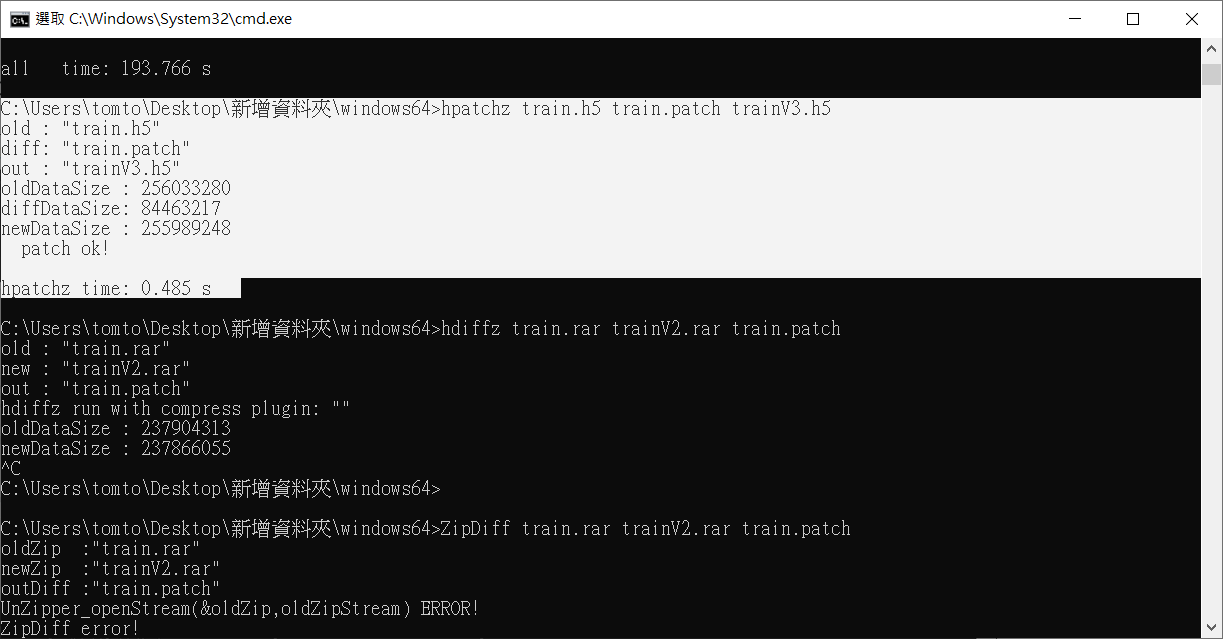 選取 C:\Windows\System32\cmd.exe
all   time: 193.766 s
C:\Users\tomto\Desktop\新增資料夾\windows64>hpatchz train.h5 train.patch trainV3.h5
old : "train.h5"
diff: "train.patch"
out : "trainV3.h5"
oldDataSize : 256033280
diffDataSize: 84463217
newDataSize : 255989248
  patch ok!
hpatchz time: 0.485 s
C:\Users\tomto\Desktop\新增資料夾\windows64>hdiffz train.rar trainV2.rar train.patch
old : "train.rar"
new : "trainV2.rar"
out : "train.patch"
hdiffz run with compress plugin: ""
oldDataSize : 237904313
newDataSize : 237866055
^C
C:\Users\tomto\Desktop\新增資料夾\windows64>
C:\Users\tomto\Desktop\新增資料夾\windows64>ZipDiff train.rar trainV2.rar train.patch
oldZip  :"train.rar"
newZip  :"trainV2.rar"
outDiff :"train.patch"
UnZipper_openStream(&oldZip,oldZipStream) ERROR!
ZipDiff error!